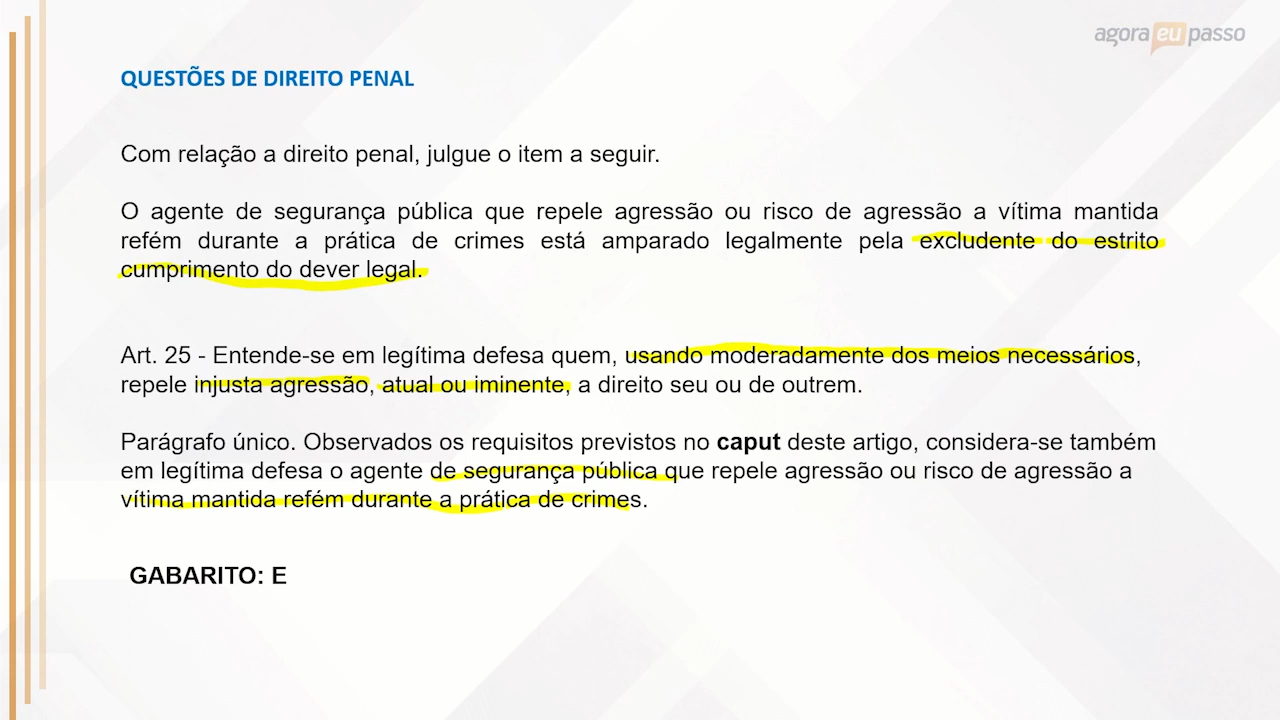 agora eu passo
QUESTÕES DE DIREITO PENAL
Com relação a direito penal, julgue o item a seguir.
O agente de segurança pública que repele agressão ou risco de agressão a vítima mantida
refém durante a prática de crimes está amparado legalmente pela excludente do estrito
cumprimento do dever legal.
Art. 25 - Entende-se em legítima defesa quem, usando moderadamente dos meios necessários,
repele injusta agressão, atual ou iminente, a direito seu ou de outrem.
Parágrafo único. Observados os requisitos previstos no caput deste artigo, considera-se também
em legítima defesa o agente de segurança pública que repele agressão ou risco de agressão a
vítima mantida refém durante a prática de crimes.
GABARITO: E